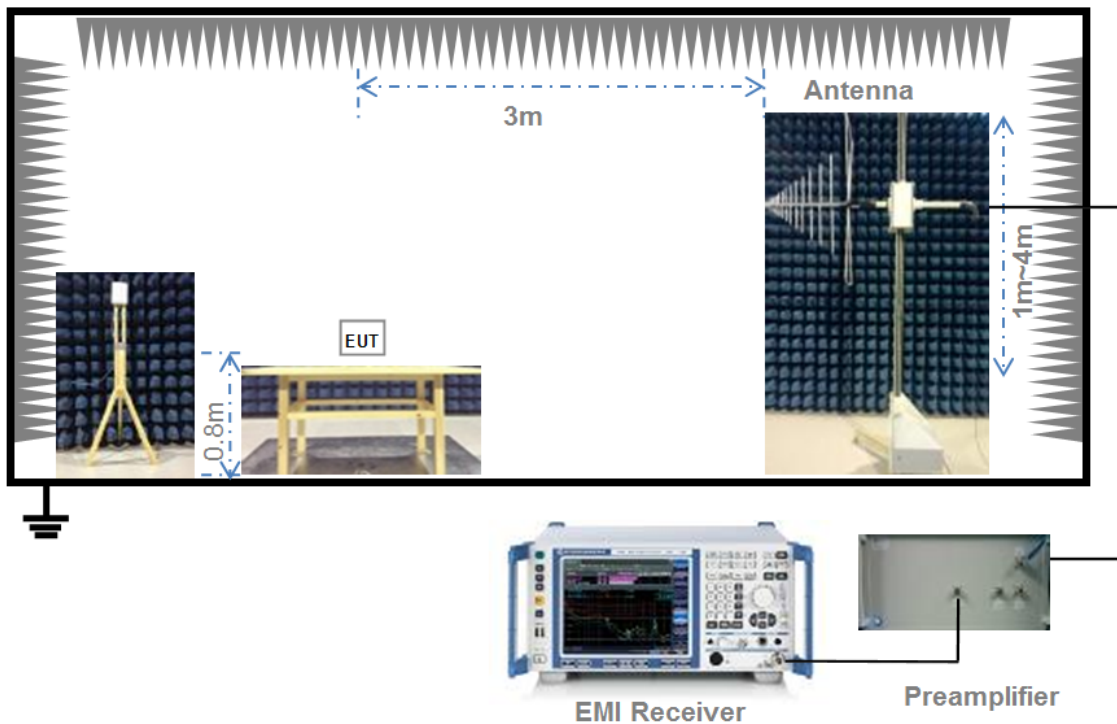 Antenna
3m
1m~4m
EUT
0.8m
EMI Receiver
Preamplifier